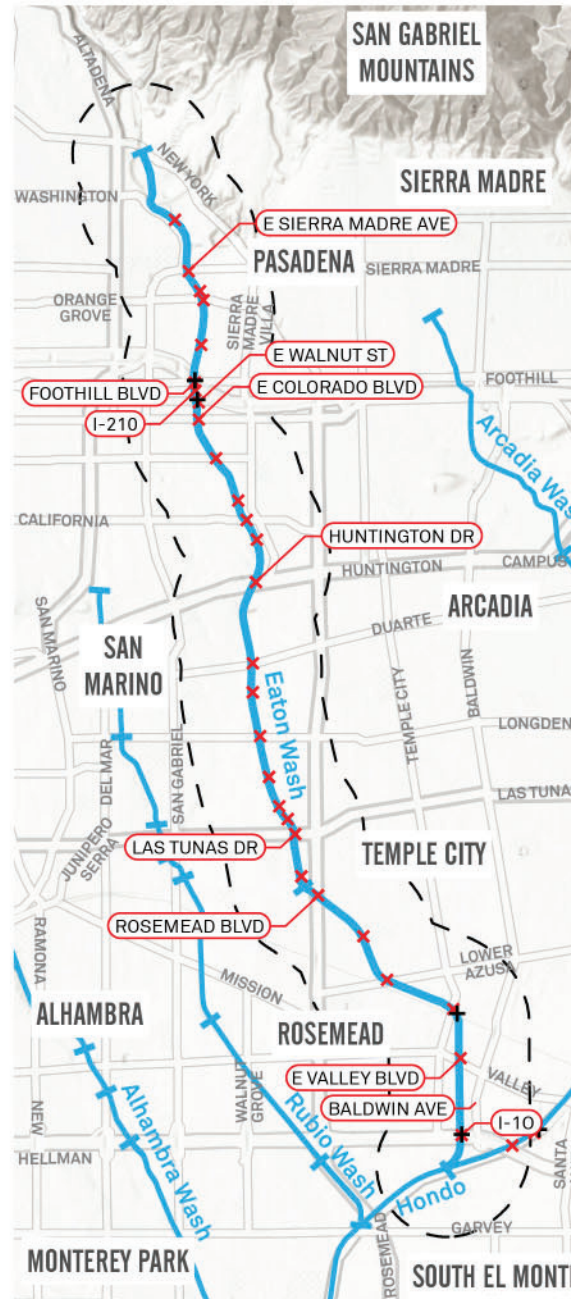 SAN GABRIEL
MOUNTAINS
ALTADENA
NEW YORK
WASHINGTON
SIERRA MADRE
E SIERRA MADRE AVE
PASADENA
SIERRA MADRE
ORANGE
GROVE
SIERRA
MADRE
VILLA
E WALNUT ST
FOOTHILL BLVD
E COLORADO BLVD
FOOTHILL
I-210
Arcadia Was
CALIFORNIA
HUNTINGTON DR
HUNTINGTON
CAMPUS
SAN MARINO
DUARTE
ARCADIA
SAN
MARINO
Eaton Wash
TEMPLE CITY
BALDWIN
LONGDEN
DEL MAR
SAN GABRIEL
LAS TUNAS
JUNIPERO
SERRA
LAS TUNAS DR
TEMPLE CITY
ROSEMEAD BLVD
RAMONA
MISSION
LOWER
AZUSA
ALHAMBRA
ROSEMEAD
E VALLEY BLVD
VALLEY
BALDWIN AVE
I-10
NEW
Alhambra Wash
WALNUT
GROVE
Rubio Wash
HELLMAN
SANTA
Hondo
GARVEY
ROSEMEAD
MONTEREY PARK
SOUTH EL MONT